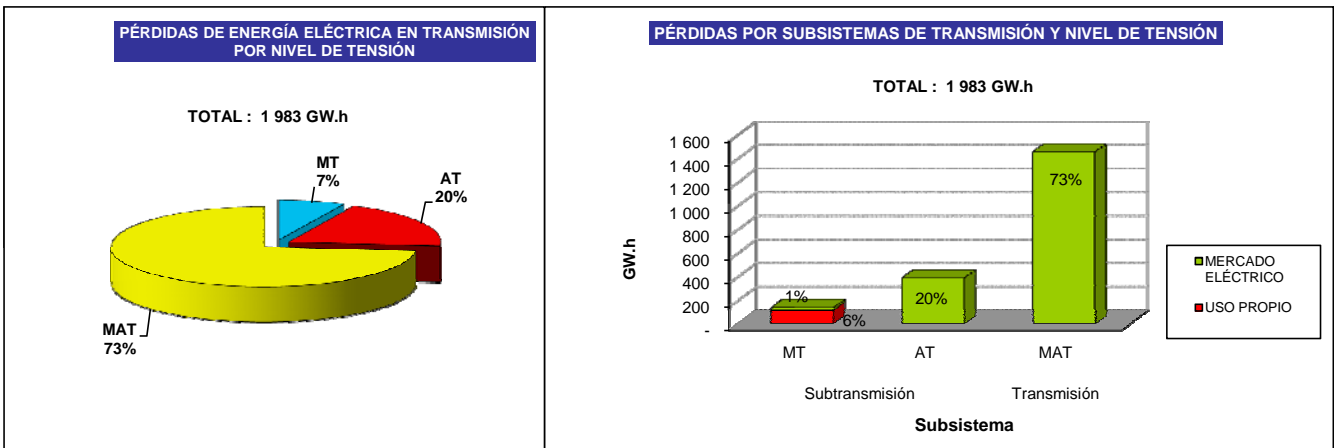 PÉRDIDAS DE ENERGÍA ELÉCTRICA EN TRANSMISIÓN
POR NIVEL DE TENSIÓN
TOTAL : 1 983 GW.h
MT
7%
AT
20%
MAT
73%
PÉRDIDAS POR SUBSISTEMAS DE TRANSMISIÓN Y NIVEL DE TENSIÓN
TOTAL : 1 983 GW.h
1 600
1 400
1 200
1 000
800
600
400
200
-
GW.h
1%
6%
20%
73%
MT
AT
MAT
Subtransmisión
Transmisión
Subsistema
MERCADO
ELÉCTRICO
USO PROPIO